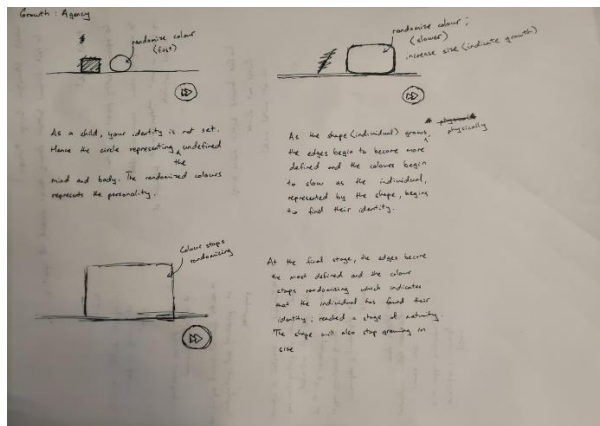 Growth : Agency
randomise colour
(fast)
As a child, your identity is not set.
Hence the circle representing the undefined
mind and body. The randomised colours
represents the personality.
randomise colour ;
(slower)
increase size (indicate growth)
As the shape (individual) grows, physically
the edges begin to become more
defined and the colours begin
to slow as the individual,
represented by the shape, begins
to find their identity.
Colour stops
randomising
At the final stage, the edges become
the most defined and the colour
stops randomising which indicates
that the individual has found their
identity ; reached a stage of maturity.
The shape will also stop growing in
size